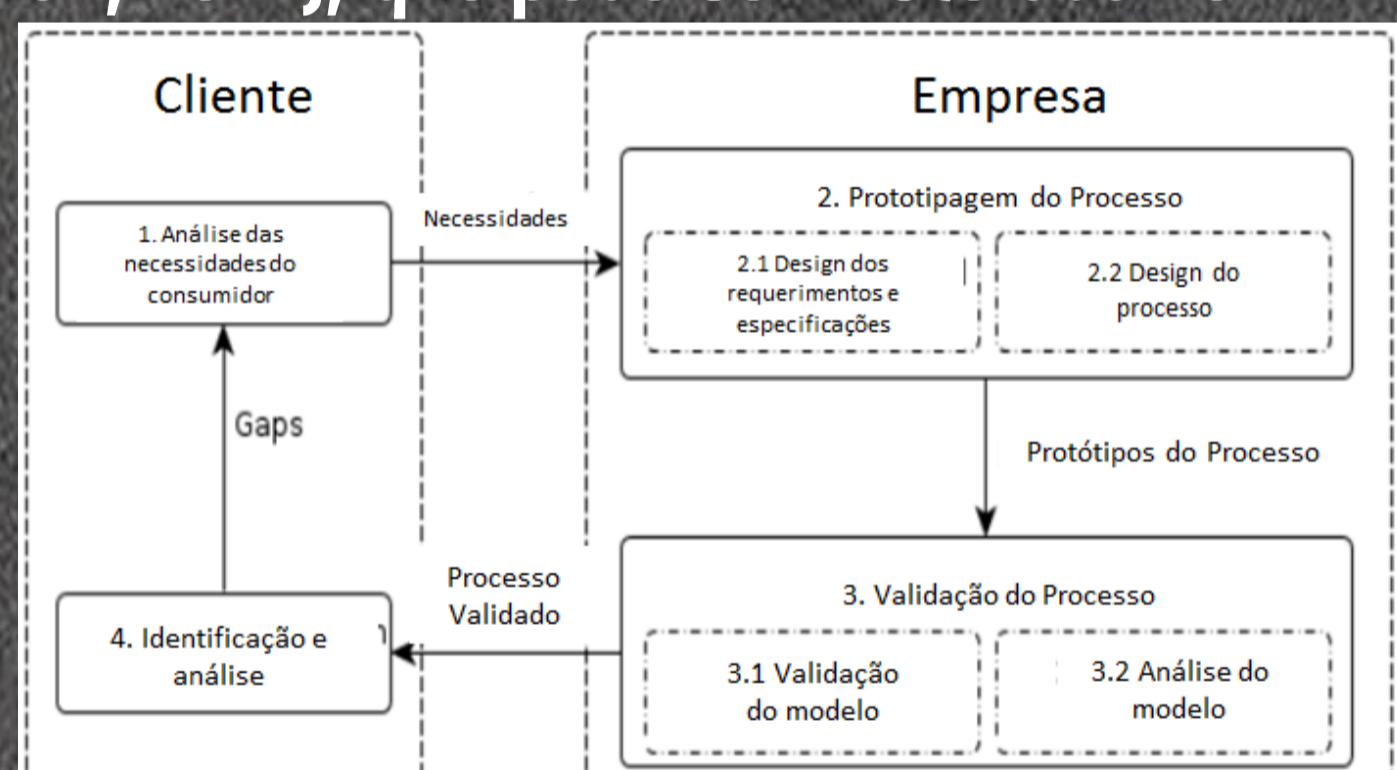 Cliente
Empresa
1. Análise das
necessidades do
consumidor
Necessidades
2. Prototipagem do Processo
2.1 Design dos
requerimentos e
especificações
2.2 Design do
processo
Gaps
Protótipos do Processo
Processo
Validado
3. Validação do Processo
3.1 Validação
do modelo
3.2 Análise do
modelo
4. Identificação e
análise